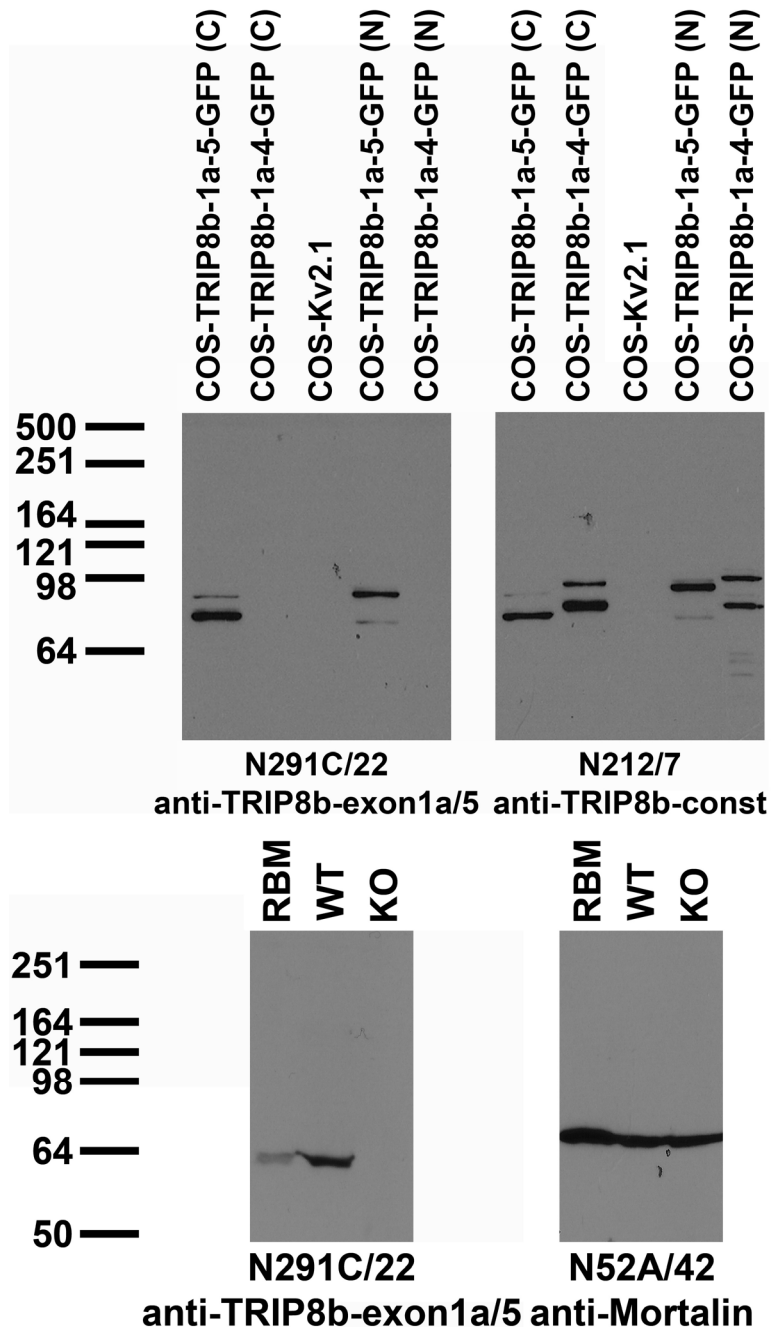 COS-TRIP8b-1a-5-GFP (C)
COS-TRIP8b-1a-4-GFP (C)
COS-Kv2.1
COS-TRIP8b-1a-5-GFP (N)
COS-TRIP8b-1a-4-GFP (N)
COS-TRIP8b-1a-5-GFP (C)
COS-TRIP8b-1a-4-GFP (C)
COS-Kv2.1
COS-TRIP8b-1a-5-GFP (N)
COS-TRIP8b-1a-4-GFP (N)
500
251
164
121
98
64
N291C/22
anti-TRIP8b-exon1a/5
N212/7
anti-TRIP8b-const
RBM
WT
KO
RBM
WT
KO
251
164
121
98
64
50
N291C/22
anti-TRIP8b-exon1a/5
N52A/42
anti-Mortalin